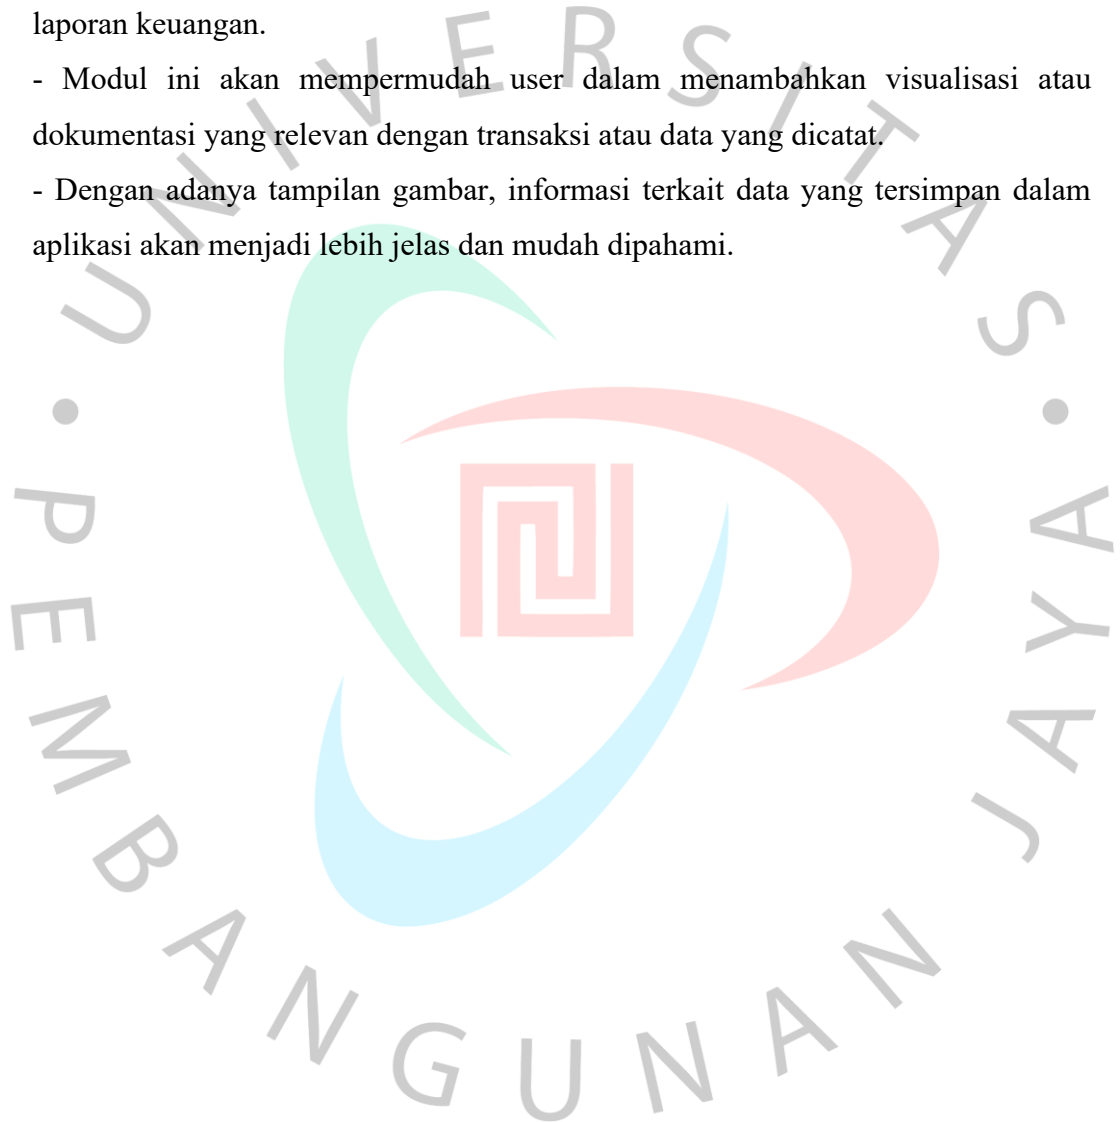 laporan keuangan.
- Modul ini akan mempermudah user dalam menambahkan visualisasi atau
dokumentasi yang relevan dengan transaksi atau data yang dicatat.
- Dengan adanya tampilan gambar, informasi terkait data yang tersimpan dalam
aplikasi akan menjadi lebih jelas dan mudah dipahami.
UNIVERSITAS
• PEMBANGUNAN JAYA •